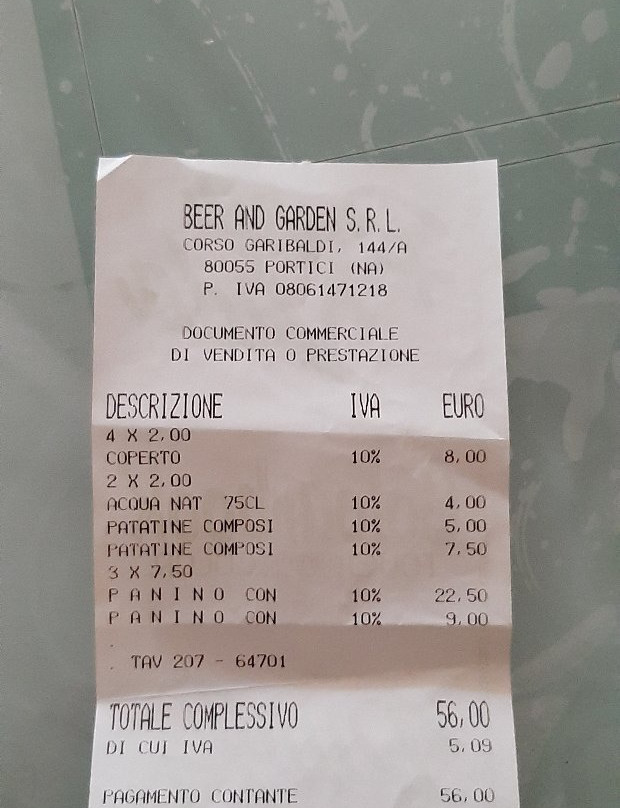 BEER AND GARDEN S.R.L.
CORSO GARIBALDI, 144/A
80055 PORTICI (NA)
P. IVA 08061471218
DOCUMENTO COMMERCIALE
DI VENDITA O PRESTAZIONE
DESCRIZIONE IVA EURO
4 X 2,00
COPERTO 10% 8,00
2 X 2,00
ACQUA NAT 75CL 10% 4,00
PATATINE COMPOSI 10% 5,00
PATATINE COMPOSI 10% 7,50
3 X 7,50
P A N I N O CON 10% 22,50
P A N I N O CON 10% 9,00
.
. TAV 207 - 64701
TOTALE COMPLESSIVO 56,00
DI CUI IVA 5,09
PAGAMENTO CONTANTE 56,00